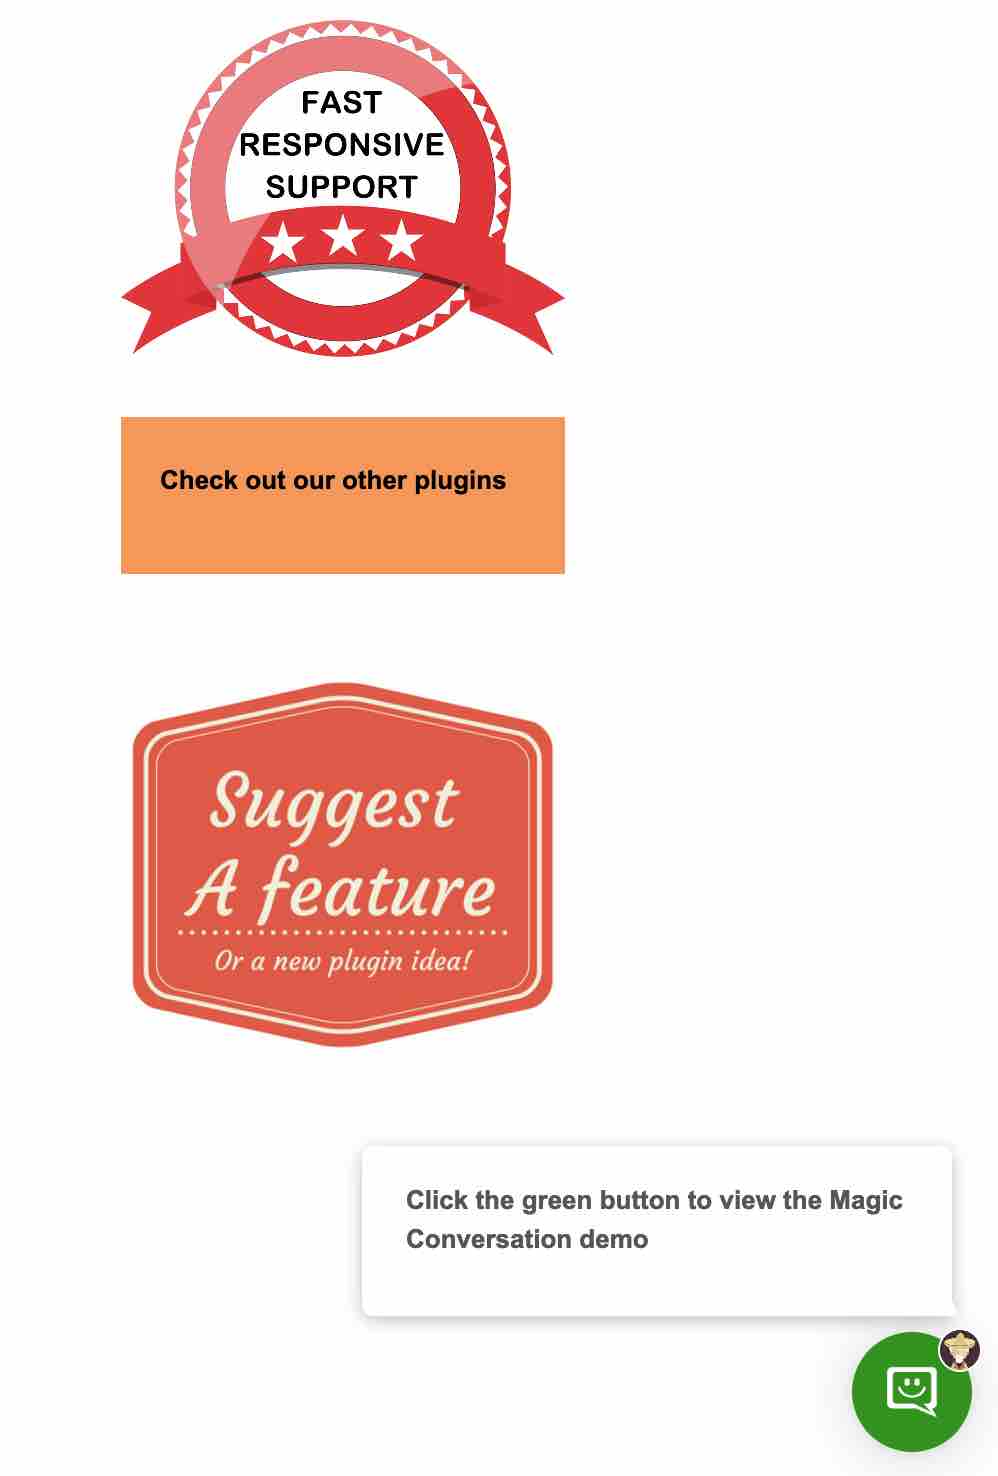 FAST
RESPONSIVE
SUPPORT
Check out our other plugins
Suggest
A feature
Or a new plugin idea!
Click the green button to view the Magic
Conversation demo